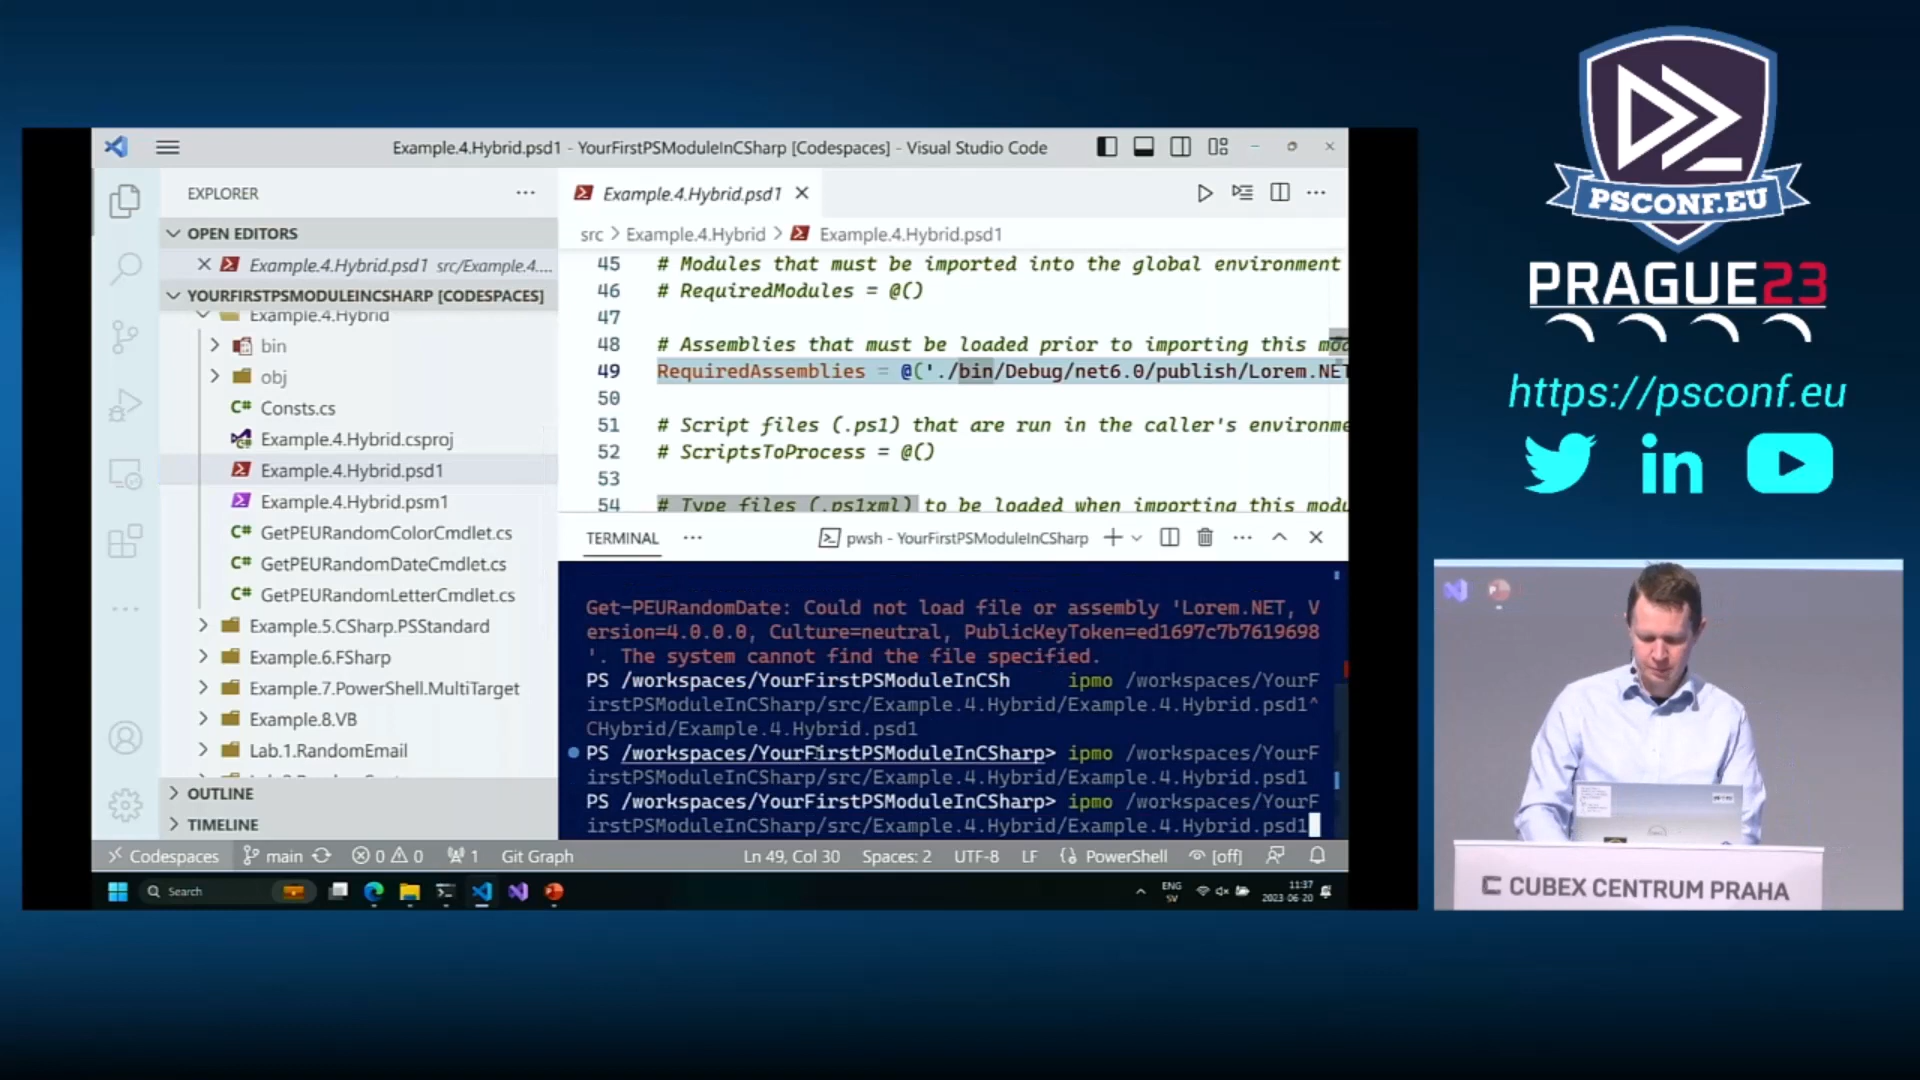 Example.4.Hybrid.psd1 - YourFirstPSModuleInCSharp [Codespaces] - Visual Studio Code
EXPLORER
OPEN EDITORS
Example.4.Hybrid.psd1 src/Example.4....
YOURFIRSTPSMODULEINCSHARP [CODESPACES]
Example.4.Hybrid
bin
obj
C# Consts.cs
Example.4.Hybrid.csproj
Example.4.Hybrid.psd1
Example.4.Hybrid.psm1
C# GetPEURandomColorCmdlet.cs
C# GetPEURandomDateCmdlet.cs
C# GetPEURandomLetterCmdlet.cs
Example.5.CSharp.PSStandard
Example.6.FSharp
Example.7.PowerShell.MultiTarget
Example.8.VB
Lab.1.RandomEmail
OUTLINE
TIMELINE
Example.4.Hybrid.psd1
src > Example.4.Hybrid > Example.4.Hybrid.psd1
45 # Modules that must be imported into the global environment
46 # RequiredModules = @()
47
48 # Assemblies that must be loaded prior to importing this mod
49 RequiredAssemblies = @('./bin/Debug/net6.0/publish/Lorem.NET
50
51 # Script files (.ps1) that are run in the caller's environme
52 # ScriptsToProcess = @()
53
54 # Type files (.ps1xml) to be loaded when importing this modu
TERMINAL
pwsh - YourFirstPSModuleInCSharp
Get-PEURandomDate: Could not load file or assembly 'Lorem.NET, V
ersion=4.0.0.0, Culture=neutral, PublicKeyToken=ed1697c7b7619698
'. The system cannot find the file specified.
PS /workspaces/YourFirstPSModuleInCSh ipmo /workspaces/YourF
irstPSModuleInCSharp/src/Example.4.Hybrid/Example.4.Hybrid.psd1^
CHybrid/Example.4.Hybrid.psd1
PS /workspaces/YourFirstPSModuleInCSharp> ipmo /workspaces/YourF
irstPSModuleInCSharp/src/Example.4.Hybrid/Example.4.Hybrid.psd1
PS /workspaces/YourFirstPSModuleInCSharp> ipmo /workspaces/YourF
irstPSModuleInCSharp/src/Example.4.Hybrid/Example.4.Hybrid.psd1
Codespaces main 0 0 1 Git Graph Ln 49, Col 30 Spaces: 2 UTF-8 LF PowerShell [off]
Search
ENG
SV
11:37
2023-06-20
PSCONF.EU
PRAGUE23
https://psconf.eu
in
CUBEX CENTRUM PRAHA